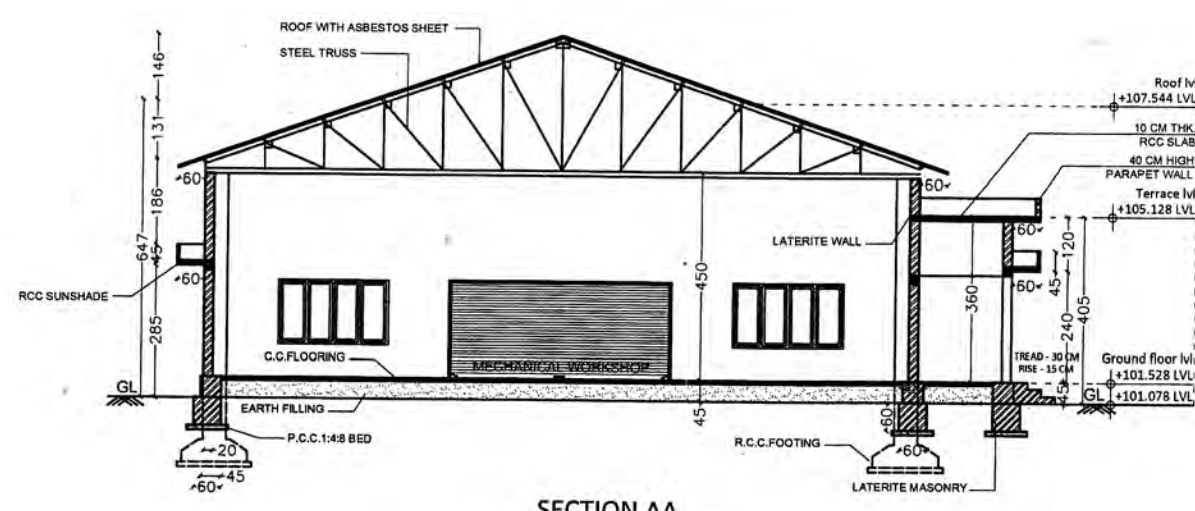 ROOF WITH ASBESTOS SHEET
STEEL TRUSS
146
131
647
186
45
285
60
60
60
Roof lvl
+107.544 LVL
10 CM THK.
RCC SLAB
40 CM HIGH
PARAPET WALL
Terrace lvl
+105.128 LVL
LATERITE WALL
60
120
60
45
405
240
450
360
RCC SUNSHADE
C.C.FLOORING
MECHANICAL WORKSHOP
TREAD - 30 CM
RISE - 15 CM
Ground floor lvl
+101.528 LVL
+101.078 LVL
45
GL
GL
EARTH FILLING
45
60
P.C.C.1:4:8 BED
R.C.C.FOOTING
20
45
60
60
LATERITE MASONRY
SECTION AA